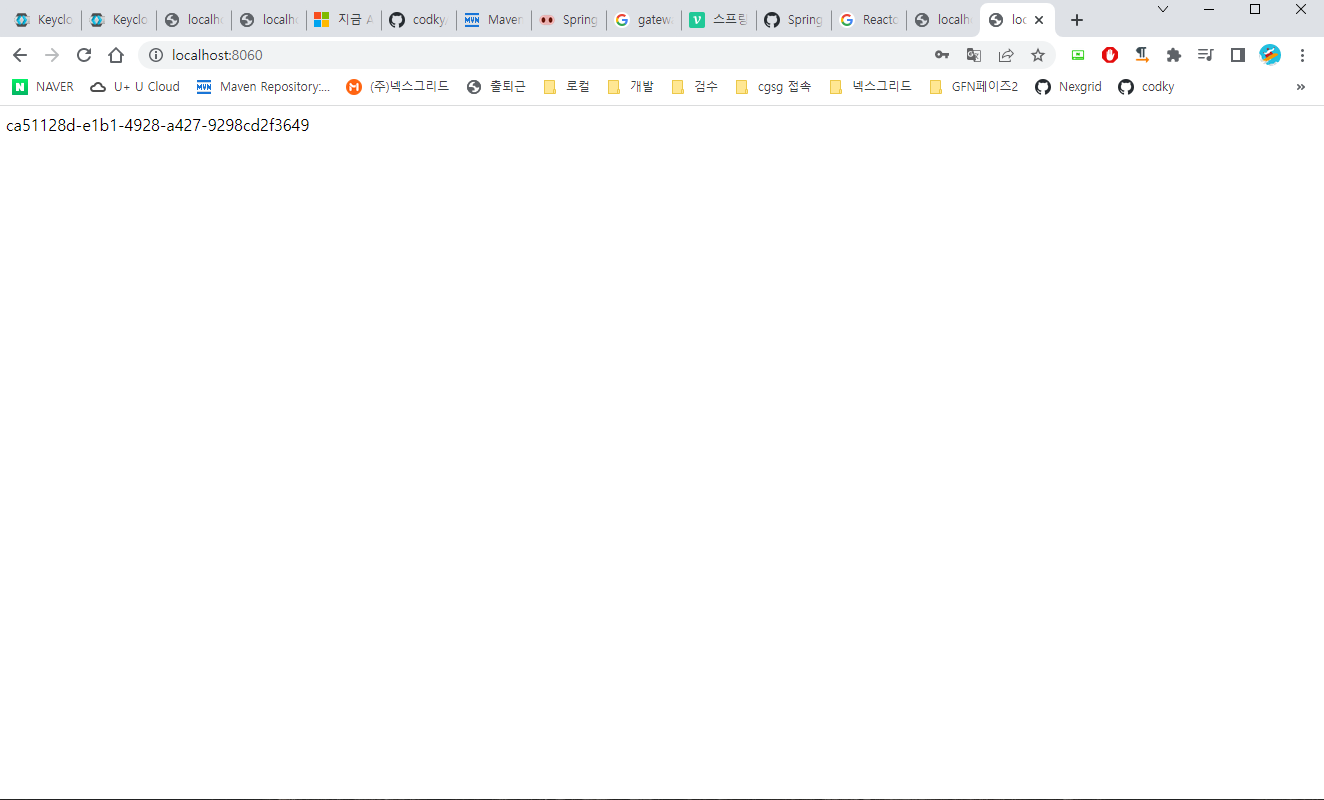 Keyclo Keyclo localh localh 지금 codky Maven Spring gatew 스프링 Spring Reacto localh loc
localhost:8060
NAVER U+ U Cloud Maven Repository:... (주)넥스그리드 출퇴근 로컬 개발 검수 cgsg 접속 넥스그리드 GFN페이즈2 Nexgrid codky
ca51128d-e1b1-4928-a427-9298cd2f3649